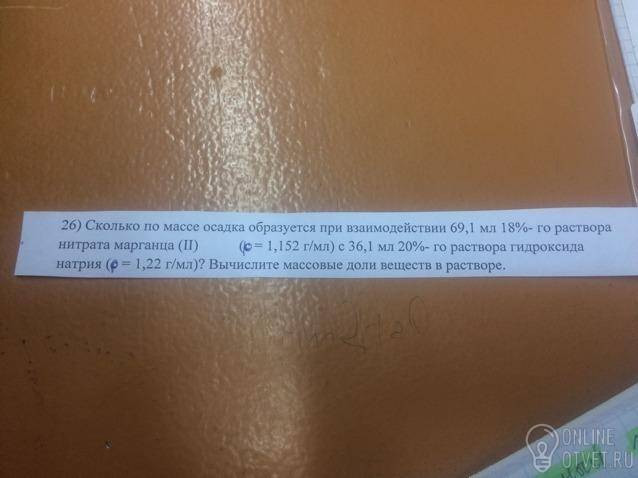 26) Сколько по массе осадка образуется при взаимодействии 69,1 мл 18%- го раствора
нитрата марганца (II) (ρ = 1,152 г/мл) с 36,1 мл 20%- го раствора гидроксида
натрия (ρ = 1,22 г/мл)? Вычислите массовые доли веществ в растворе.
ONLINE
OTVET.RU